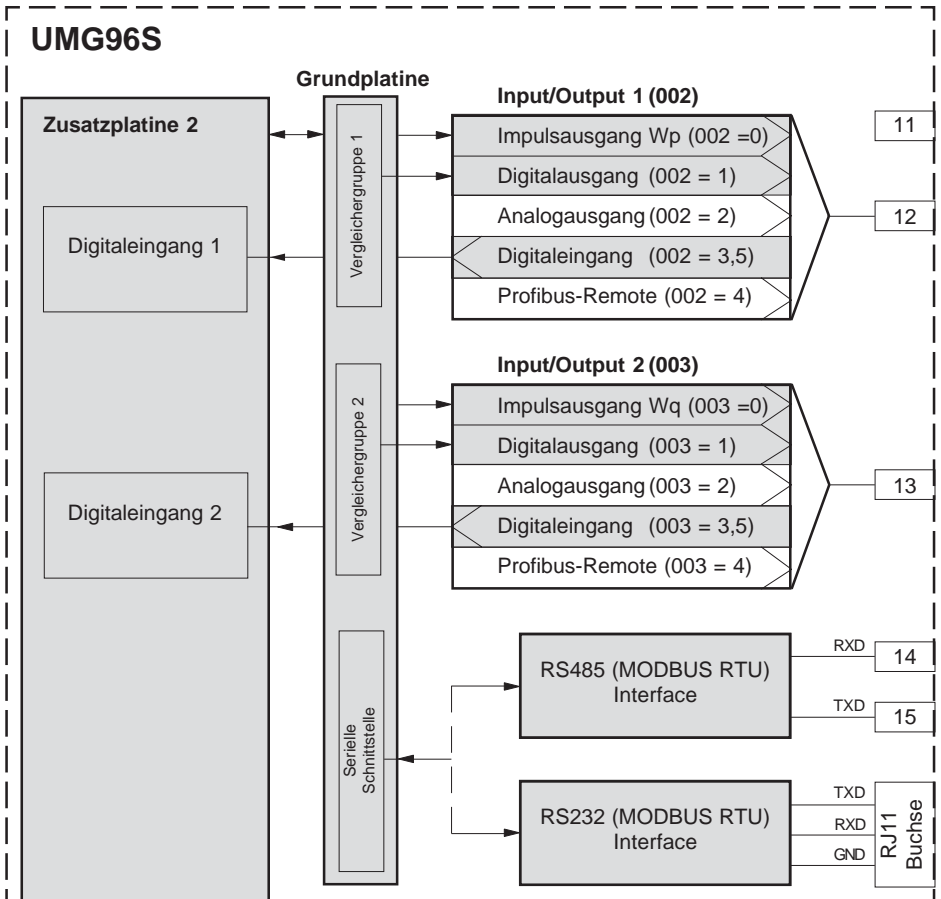 UMG96S
Grundplatine
Zusatzplatine 2
Digitaleingang 1
Digitaleingang 2
Vergleichergruppe 1
Vergleichergruppe 2
Serielle
Schnittstelle
Input/Output 1 (002)
Impulsausgang Wp (002 =0)
Digitalausgang (002 = 1)
Analogausgang (002 = 2)
Digitaleingang (002 = 3,5)
Profibus-Remote (002 = 4)
11
12
Input/Output 2 (003)
Impulsausgang Wq (003 =0)
Digitalausgang (003 = 1)
Analogausgang (003 = 2)
Digitaleingang (003 = 3,5)
Profibus-Remote (003 = 4)
13
RS485 (MODBUS RTU)
Interface
RXD
14
TXD
15
RS232 (MODBUS RTU)
Interface
TXD
RXD
GND
RJ11
Buchse